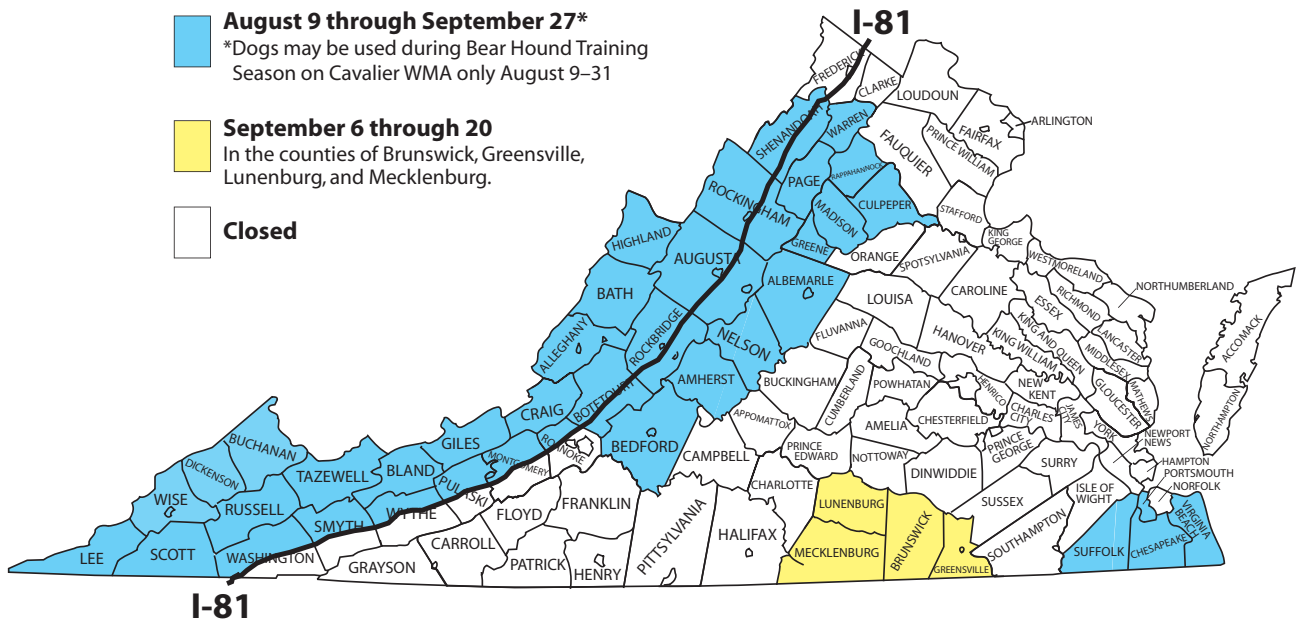 August 9 through September 27*
*Dogs may be used during Bear Hound Training
Season on Cavalier WMA only August 9–31
September 6 through 20
In the counties of Brunswick, Greensville,
Lunenburg, and Mecklenburg.
Closed
I-81
FREDERICK
CLARKE
LOUDOUN
SHENANDOAH
WARREN
FAUQUIER
PRINCE WILLIAM
FAIRFAX
ARLINGTON
PAGE
RAPPAHANNOCK
CULPEPER
STAFFORD
ROCKINGHAM
MADISON
GREENE
ORANGE
SPOTSYLVANIA
KING
GEORGE
WESTMORELAND
HIGHLAND
AUGUSTA
ALBEMARLE
LOUISA
CAROLINE
ESSEX
RICHMOND
NORTHUMBERLAND
BATH
ROCKBRIDGE
NELSON
FLUVANNA
GOOCHLAND
HANOVER
KING WILLIAM
KING AND QUEEN
LANCASTER
MIDDLESEX
ACCOMACK
ALLEGHANY
AMHERST
BUCKINGHAM
CUMBERLAND
POWHATAN
HENRICO
NEW
KENT
GLOUCESTER
MATHEWS
NORTHAMPTON
CRAIG
BOTETOURT
BEDFORD
APPOMATTOX
AMELIA
CHESTERFIELD
CHARLES
CITY
JAMES
CITY
YORK
NEWPORT
NEWS
BUCHANAN
DICKENSON
TAZEWELL
BLAND
GILES
MONTGOMERY
ROANOKE
CAMPBELL
PRINCE
EDWARD
NOTTOWAY
DINWIDDIE
PRINCE
GEORGE
SURRY
HAMPTON
PORTSMOUTH
NORFOLK
WISE
RUSSELL
SMYTH
WYTHE
PULASKI
FLOYD
FRANKLIN
CHARLOTTE
LUNENBURG
SUSSEX
ISLE OF
WIGHT
LEE
SCOTT
WASHINGTON
GRAYSON
CARROLL
PATRICK
HENRY
PITTSYLVANIA
HALIFAX
MECKLENBURG
BRUNSWICK
GREENSVILLE
SOUTHAMPTON
SUFFOLK
CHESAPEAKE
VIRGINIA
BEACH
I-81